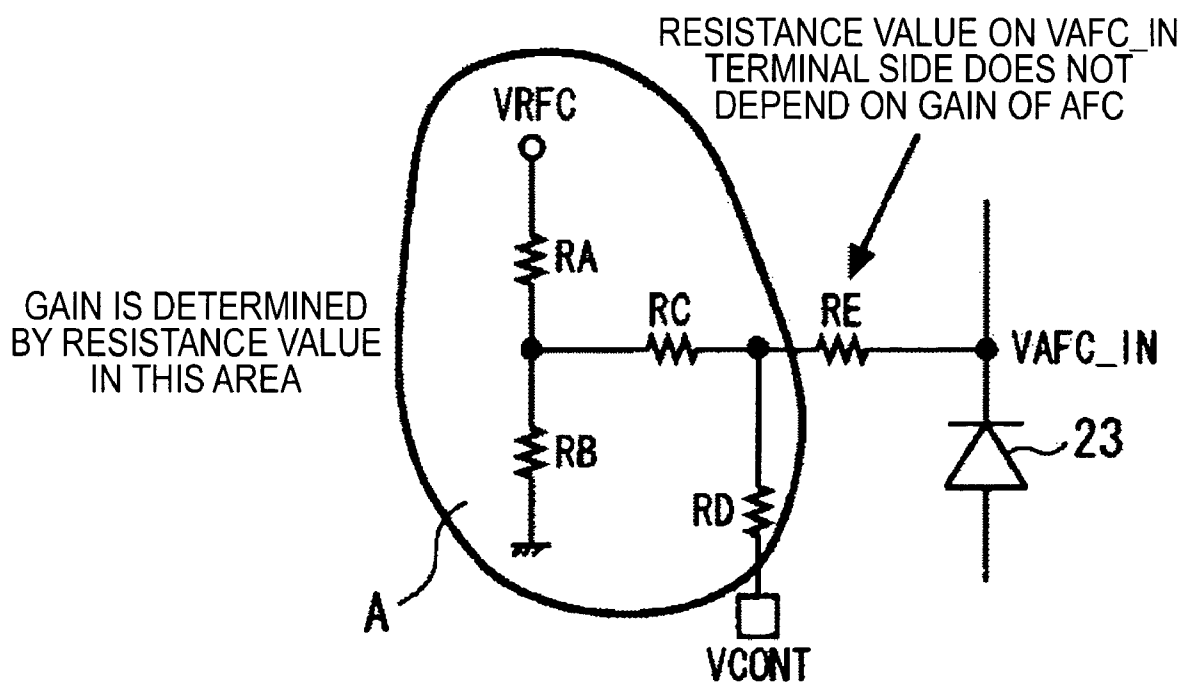 RESISTANCE VALUE ON VAFC_IN
TERMINAL SIDE DOES NOT
DEPEND ON GAIN OF AFC
VRFC
RA
GAIN IS DETERMINED
BY RESISTANCE VALUE
IN THIS AREA
RC
RE
VAFC_IN
RB
23
RD
A
VCONT